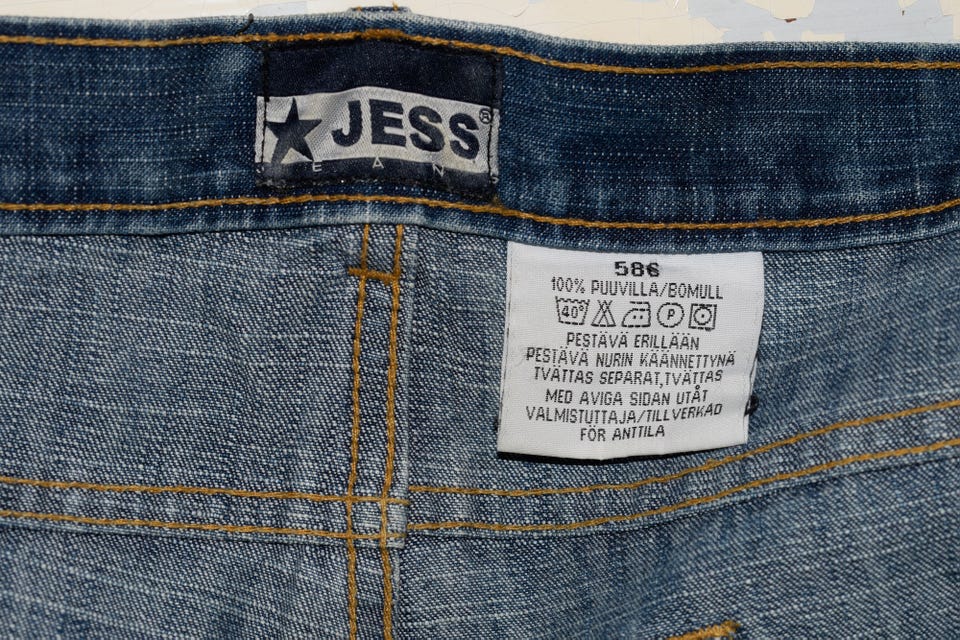 JESS®
EANS
586
100% PUUVILLA/BOMULL
40° P
PESTÄVÄ ERILLÄÄN
PESTÄVÄ NURIN KÄÄNNETTYNÄ
TVÄTTAS SEPARAT,TVÄTTAS
MED AVIGA SIDAN UTÅT
VALMISTUTTAJA/TILLVERKAD
FÖR ANTTILA